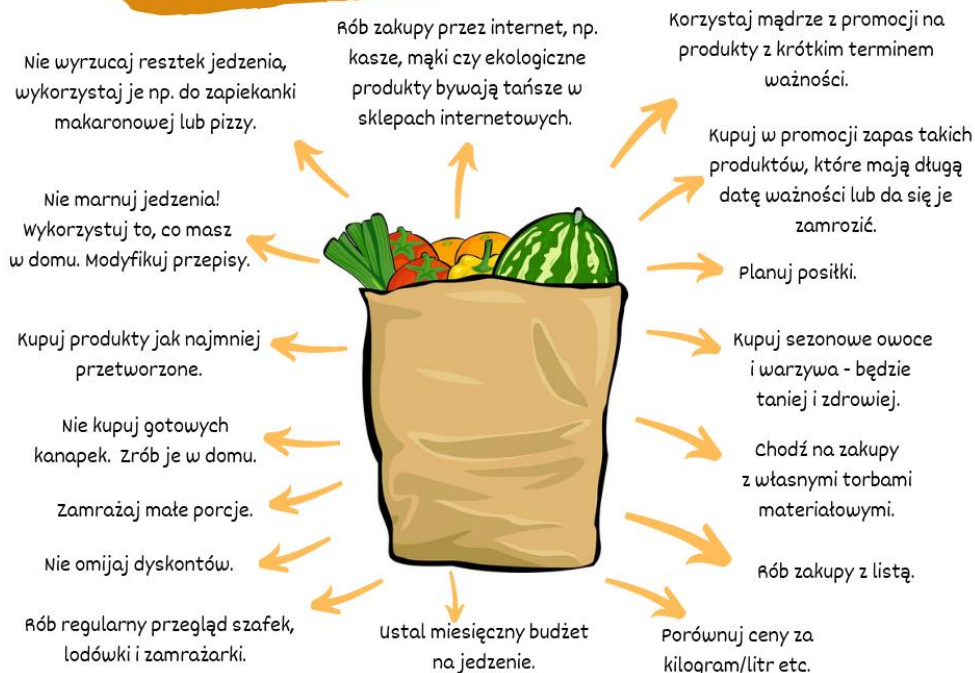 Nie wyrzucaj resztek jedzenia,
wykorzystaj je np. do zapiekanki
makaronowej lub pizzy.
Rób zakupy przez internet, np.
kasze, mąki czy ekologiczne
produkty bywają tańsze w
sklepach internetowych.
Korzystaj mądrze z promocji na
produkty z krótkim terminem
ważności.
Nie marnuj jedzenia!
Wykorzystuj to, co masz
w domu. Modyfikuj przepisy.
Kupuj w promocji zapas takich
produktów, które mają długą
datę ważności lub da się je
zamrozić.
Planuj posiłki.
Kupuj produkty jak najmniej
przetworzone.
Kupuj sezonowe owoce
i warzywa - będzie
taniej i zdrowiej.
Nie kupuj gotowych
kanapek. Zrób je w domu.
Chodź na zakupy
z własnymi torbami
materiałowymi.
Zamrażaj małe porcje.
Nie omijaj dyskontów.
Rób zakupy z listą.
Rób regularny przegląd szafek,
lodówki i zamrażarki.
Ustal miesięczny budżet
na jedzenie.
Porównuj ceny za
kilogram/litr etc.